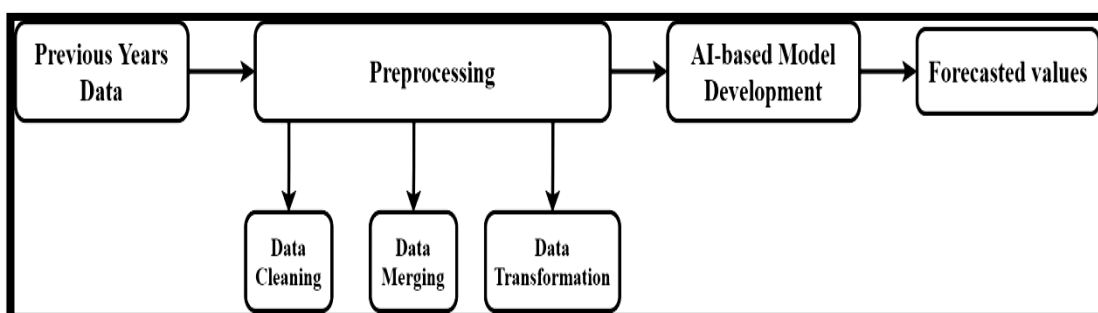 Previous Years
Data
Preprocessing
AI-based Model
Development
Forecasted values
Data
Cleaning
Data
Merging
Data
Transformation